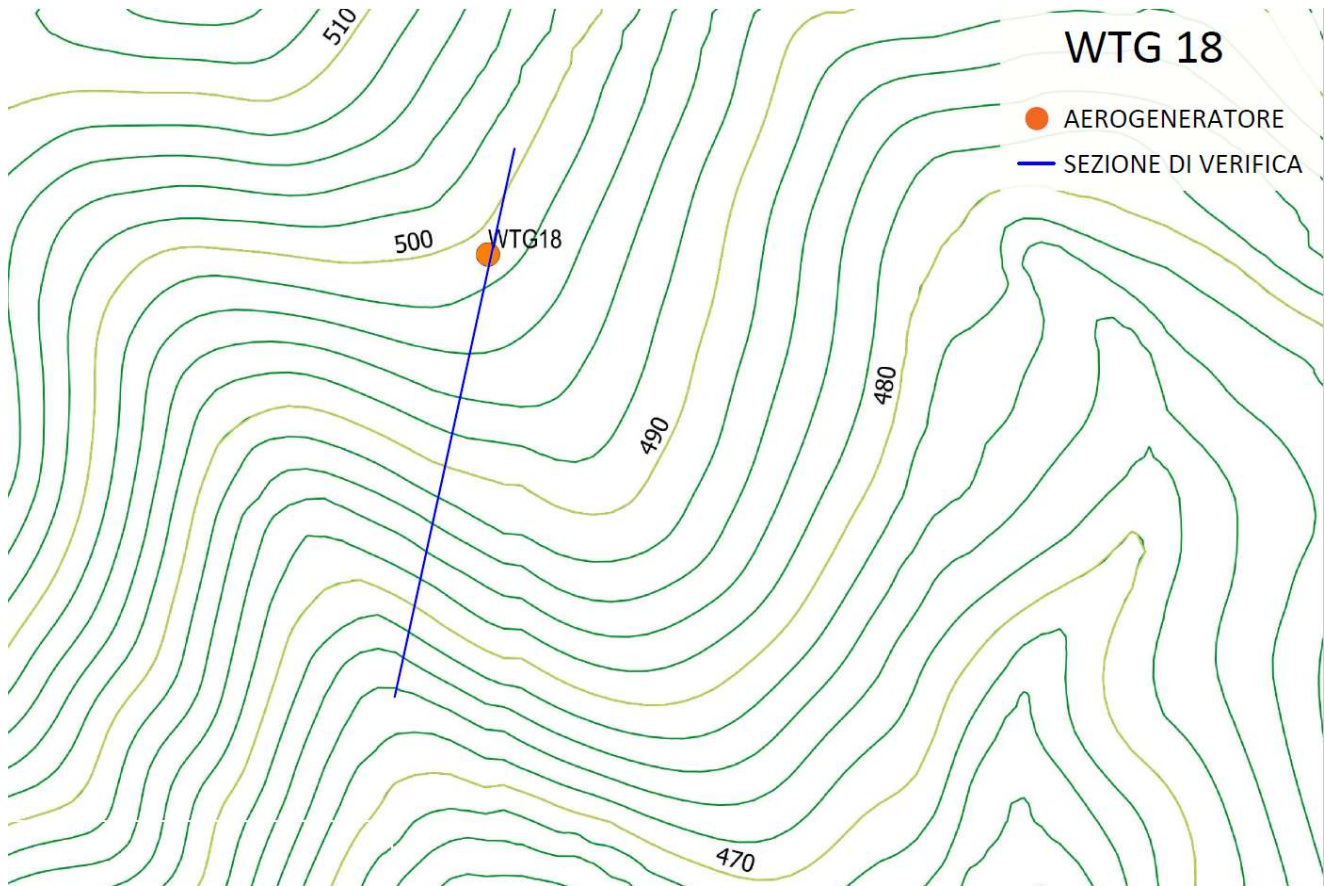 510
WTG 18
AEROGENERATORE
SEZIONE DI VERIFICA
500
WTG18
490
480
470